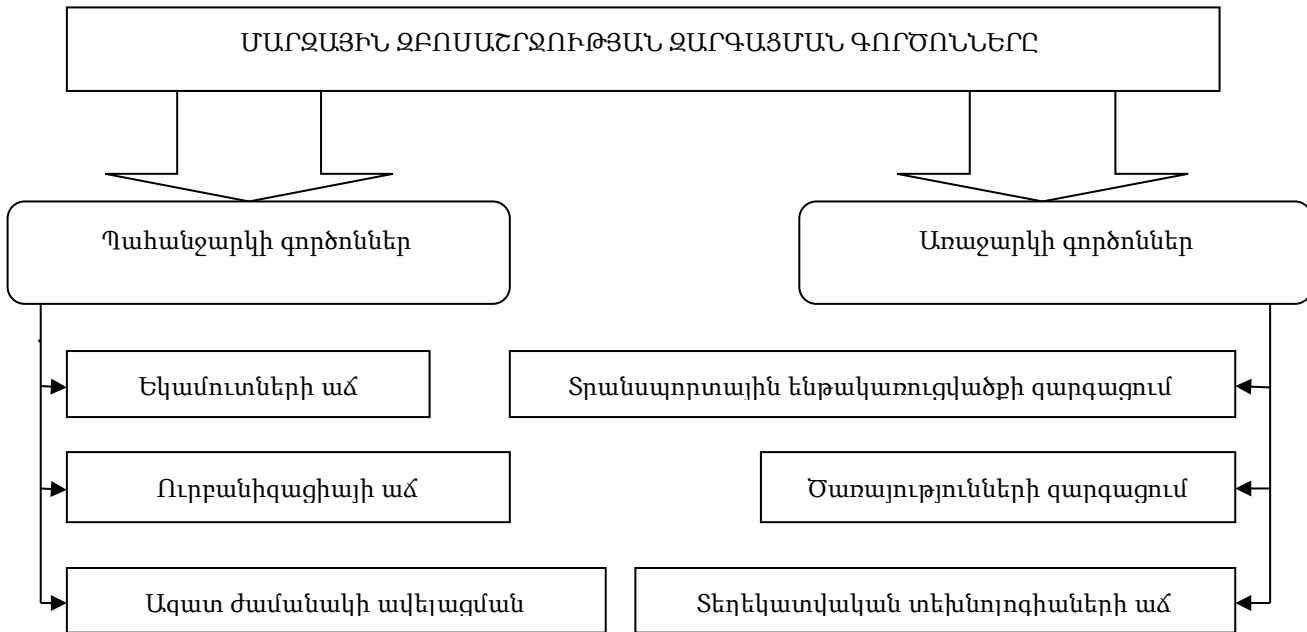 ՄԱՐԶԱՅԻՆ ԶԲՈՍԱՇՐՋՈՒԹՅԱՆ ԶԱՐԳԱՑՄԱՆ ԳՈՐԾՈՆՆԵՐԸ
Պահանջարկի գործոններ
Առաջարկի գործոններ
Եկամուտների աճ
Տրանսպորտային ենթակառուցվածքի զարգացում
Ուրբանիզացիայի աճ
Ծառայությունների զարգացում
Ազատ ժամանակի ավելացման
Տեղեկատվական տեխնոլոգիաների աճ